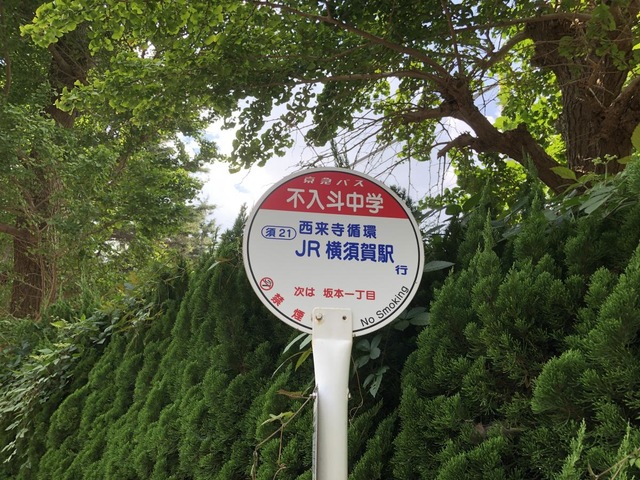 京急バス
不入斗中学
須21 西来寺循環
JR横須賀駅
行
次は 坂本一丁目
禁煙 No Smoking